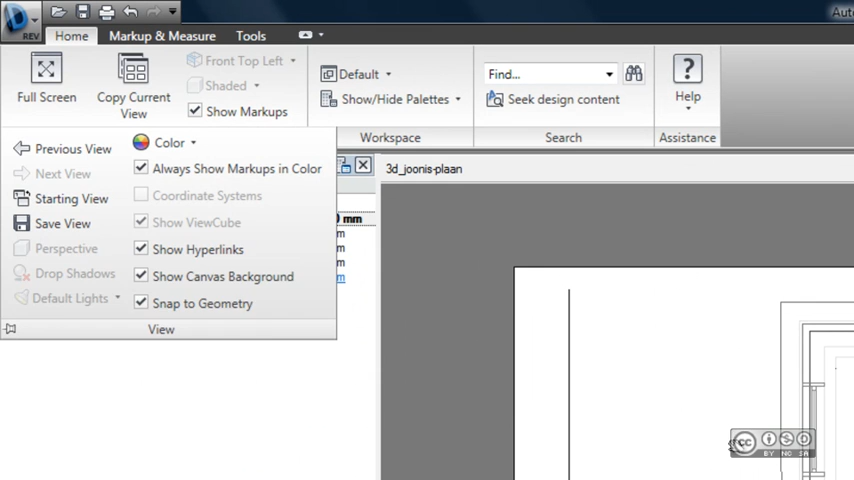 REV
Auto
Home
Markup & Measure
Tools
Full Screen
Copy Current
View
Front Top Left
Shaded
Show Markups
Default
Show/Hide Palettes
Workspace
Find...
Seek design content
Search
Help
Assistance
Previous View
Next View
Starting View
Save View
Perspective
Drop Shadows
Default Lights
Color
Always Show Markups in Color
Coordinate Systems
Show ViewCube
Show Hyperlinks
Show Canvas Background
Snap to Geometry
View
0 mm
m
m
m
m
3d_joonis-plaan
CC
BY NC SA